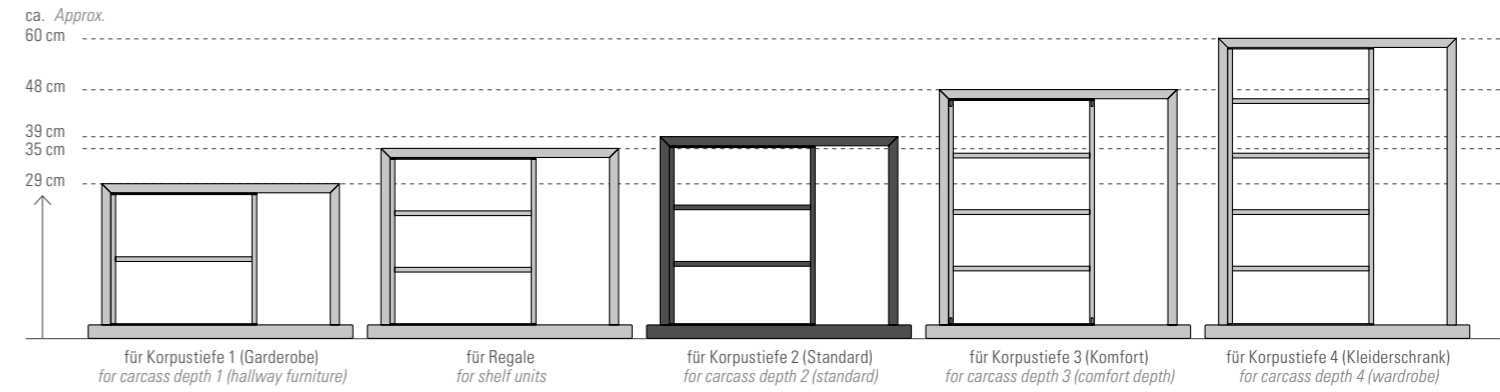 ca. Approx.
60 cm
48 cm
39 cm
35 cm
29 cm
für Korpustiefe 1 (Garderobe)
for carcass depth 1 (hallway furniture)
für Regale
for shelf units
für Korpustiefe 2 (Standard)
for carcass depth 2 (standard)
für Korpustiefe 3 (Komfort)
for carcass depth 3 (comfort depth)
für Korpustiefe 4 (Kleiderschrank)
for carcass depth 4 (wardrobe)